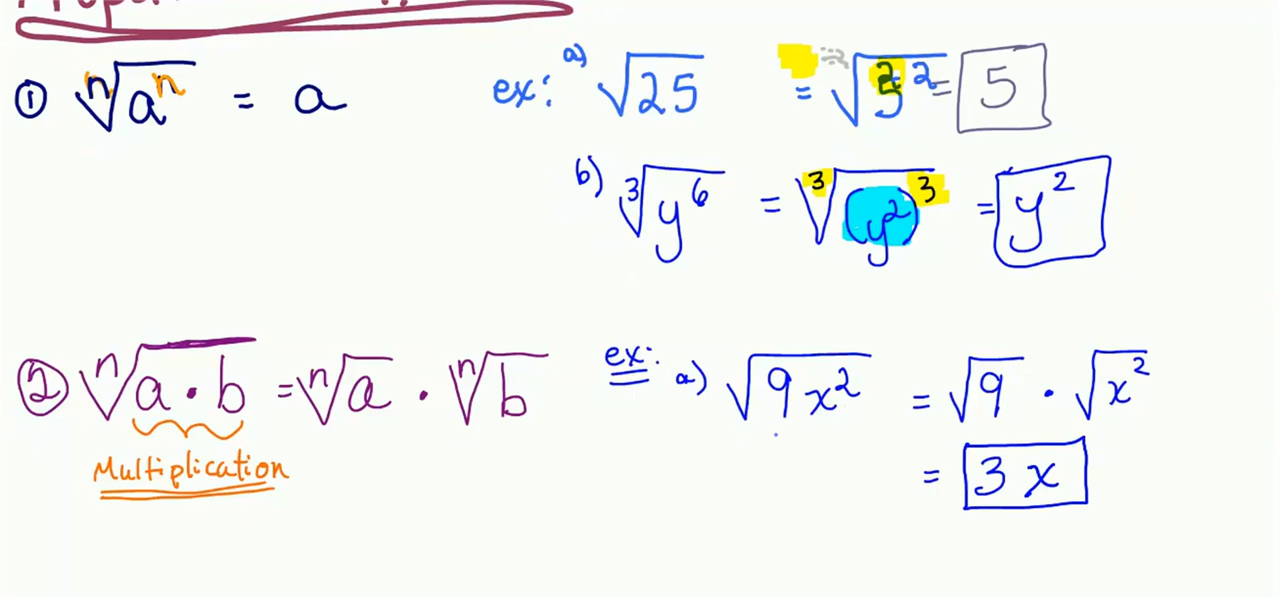 ① ⁿ√aⁿ = a ex: a) √25 = √5² = 5
b) ³√y⁶ = ³√(y²)³ = y²
② ⁿ√a·b = ⁿ√a · ⁿ√b ex: a) √9x² = √9 · √x²
Multiplication
= 3x